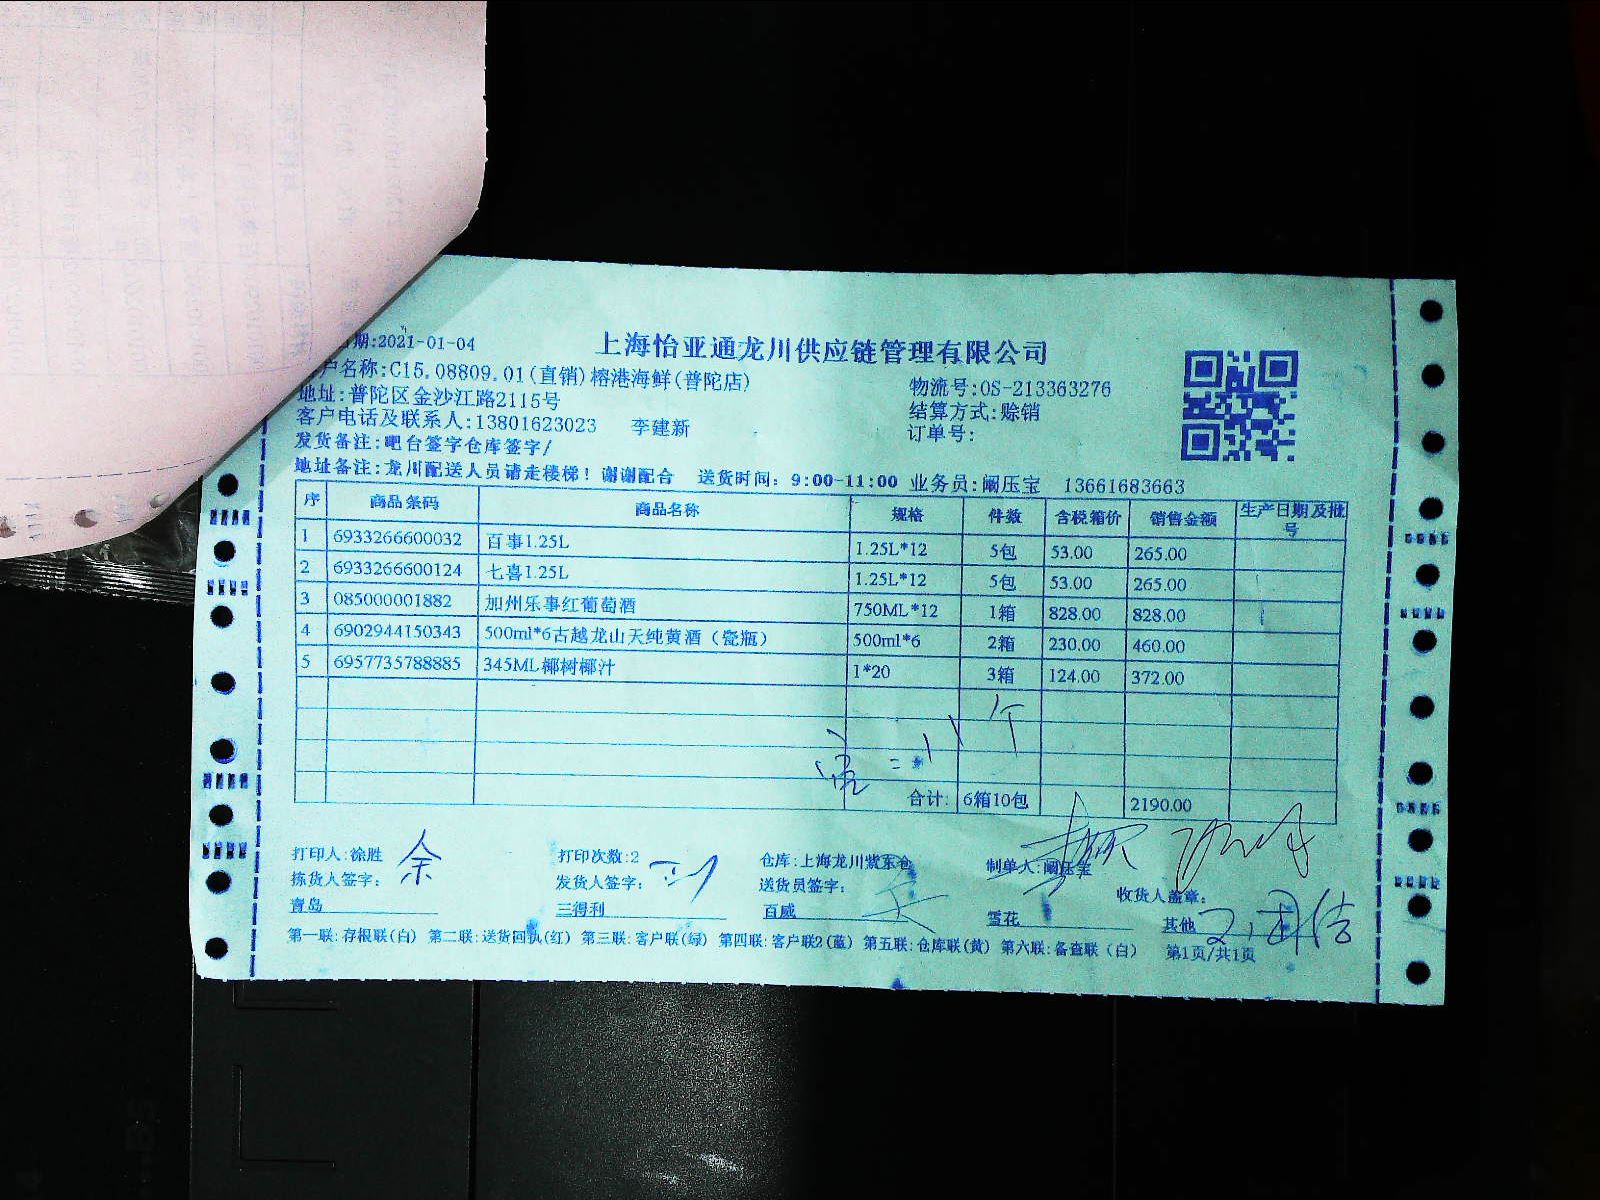 期:2021-01-04 上海怡亚通龙川供应链管理有限公司
户名称:C15.08809.01(直销)榕港海鲜(普陀店) 物流号:OS-213363276
地址:普陀区金沙江路2115号 结算方式:赊销
客户电话及联系人:13801623023 李建新 订单号:
发货备注:吧台签字仓库签字/
地址备注:龙川配送人员请走楼梯！谢谢配合 送货时间：9:00-11:00 业务员:阚压宝 13661683663
序 商品条码 商品名称 规格 件数 含税箱价 销售金额 生产日期及批号
1 6933266600032 百事1.25L 1.25L*12 5包 53.00 265.00
2 6933266600124 七喜1.25L 1.25L*12 5包 53.00 265.00
3 085000001882 加州乐事红葡萄酒 750ML*12 1箱 828.00 828.00
4 6902944150343 500ml*6古越龙山天纯黄酒（瓷瓶） 500ml*6 2箱 230.00 460.00
5 6957735788885 345ML椰树椰汁 1*20 3箱 124.00 372.00
合计: 6箱10包 2190.00
打印人:徐胜 余 打印次数:2 仓库:上海龙川紫东仓 制单人:阚压宝
拣货人签字: 发货人签字: 送货员签字: 收货人盖章:
青岛 三得利 百威 雪花 其他
第一联:存根联(白) 第二联:送货回执(红) 第三联:客户联(绿) 第四联:客户联2(蓝) 第五联:仓库联(黄) 第六联:备查联（白） 第1页/共1页